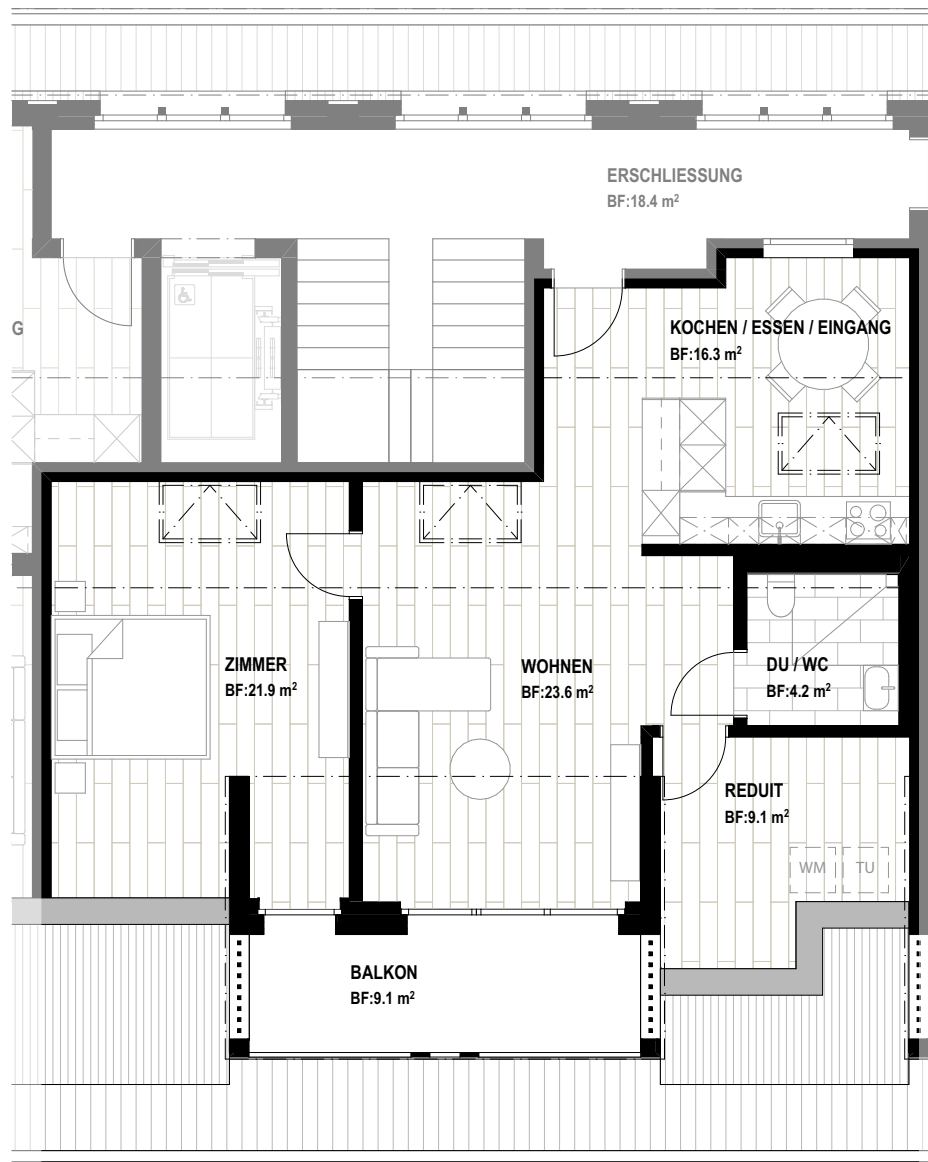 ERSCHLIESSUNG
BF:18.4 m²
G
KOCHEN / ESSEN / EINGANG
BF:16.3 m²
ZIMMER
BF:21.9 m²
WOHNEN
BF:23.6 m²
DU / WC
BF:4.2 m²
REDUIT
BF:9.1 m²
WM
TU
BALKON
BF:9.1 m²